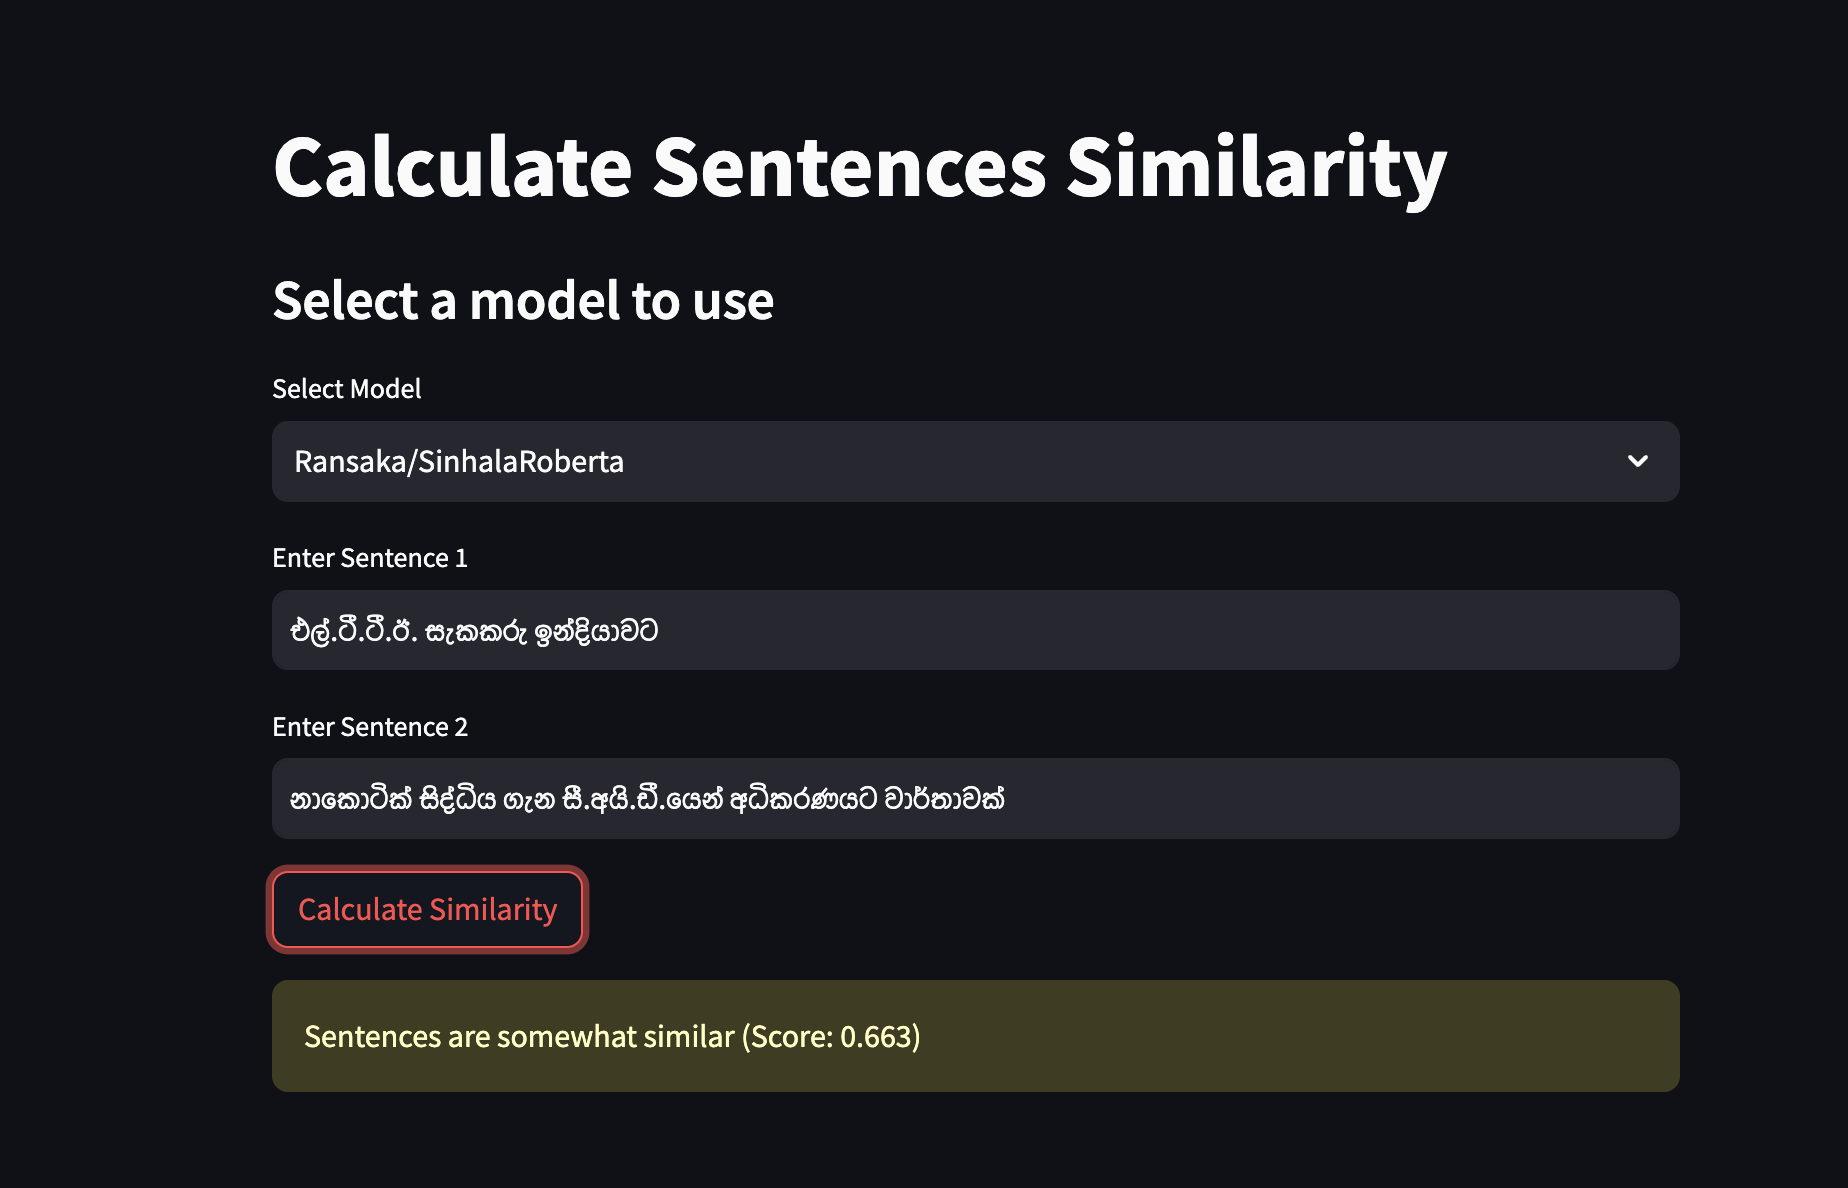 Calculate Sentences Similarity
Select a model to use
Select Model
Ransaka/SinhalaRoberta
Enter Sentence 1
එල්.ටී.ටී.ඊ. සැකකරු ඉන්දියාවට
Enter Sentence 2
නාකොටික් සිද්ධිය ගැන සී.අයි.ඩී.යෙන් අධිකරණයට වාර්තාවක්
Calculate Similarity
Sentences are somewhat similar (Score: 0.663)